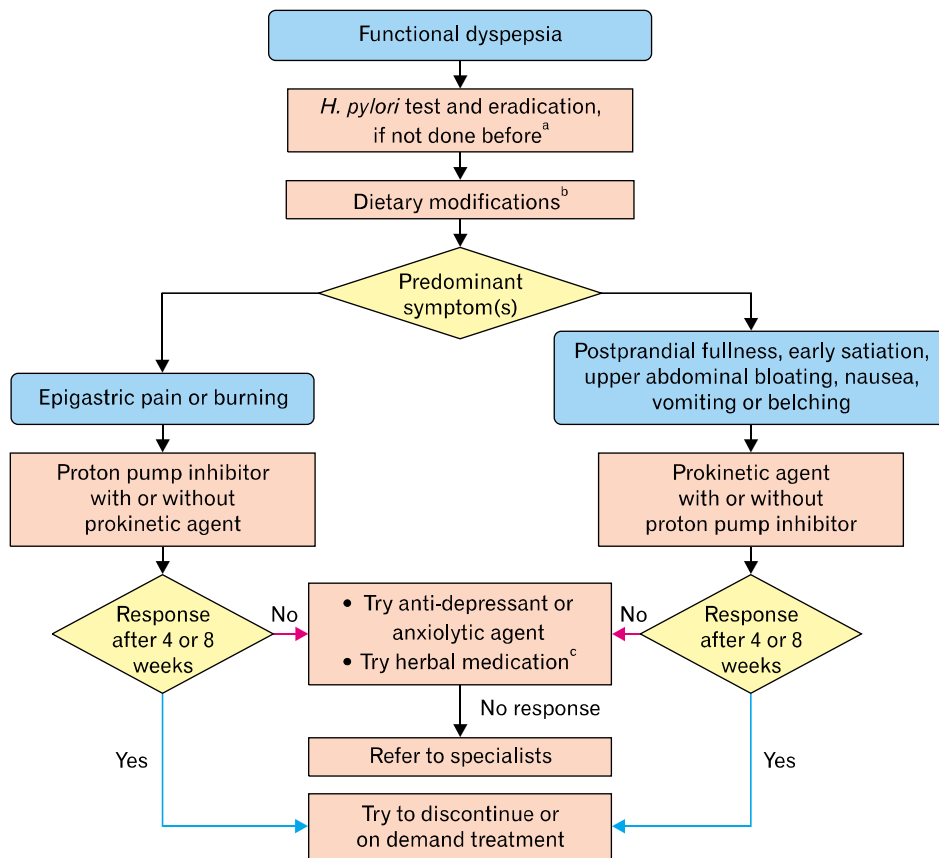 Functional dyspepsia
H. pylori test and eradication,
if not done before^a
Dietary modifications^b
Predominant
symptom(s)
Epigastric pain or burning
Postprandial fullness, early satiation,
upper abdominal bloating, nausea,
vomiting or belching
Proton pump inhibitor
with or without
prokinetic agent
Prokinetic agent
with or without
proton pump inhibitor
Response
after 4 or 8
weeks
No
• Try anti-depressant or
anxiolytic agent
• Try herbal medication^c
No
Response
after 4 or 8
weeks
No response
Yes
Refer to specialists
Yes
Try to discontinue or
on demand treatment